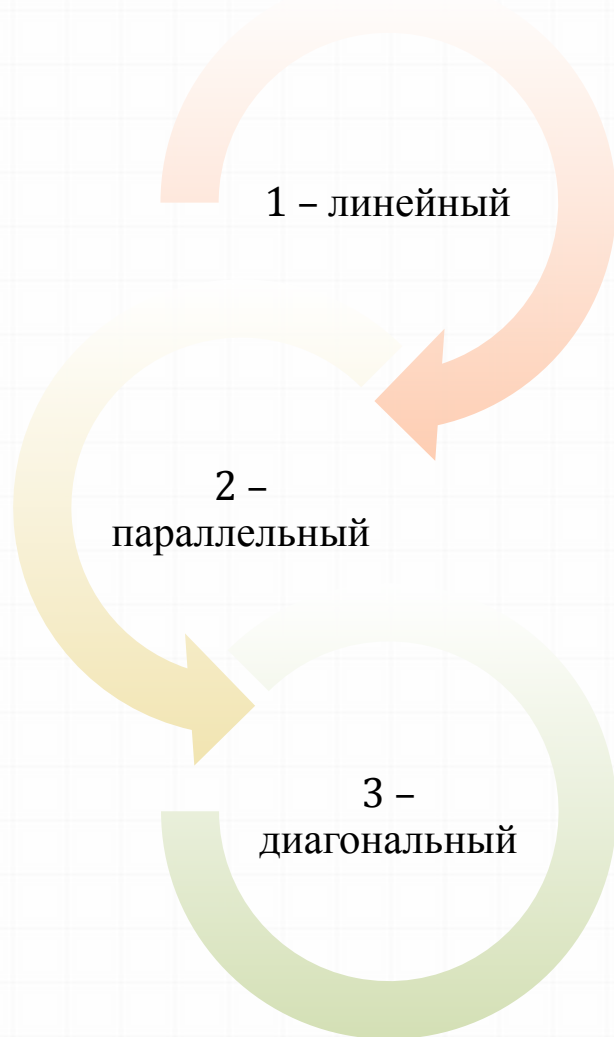 1 – линейный
2 –
параллельный
3 –
диагональный